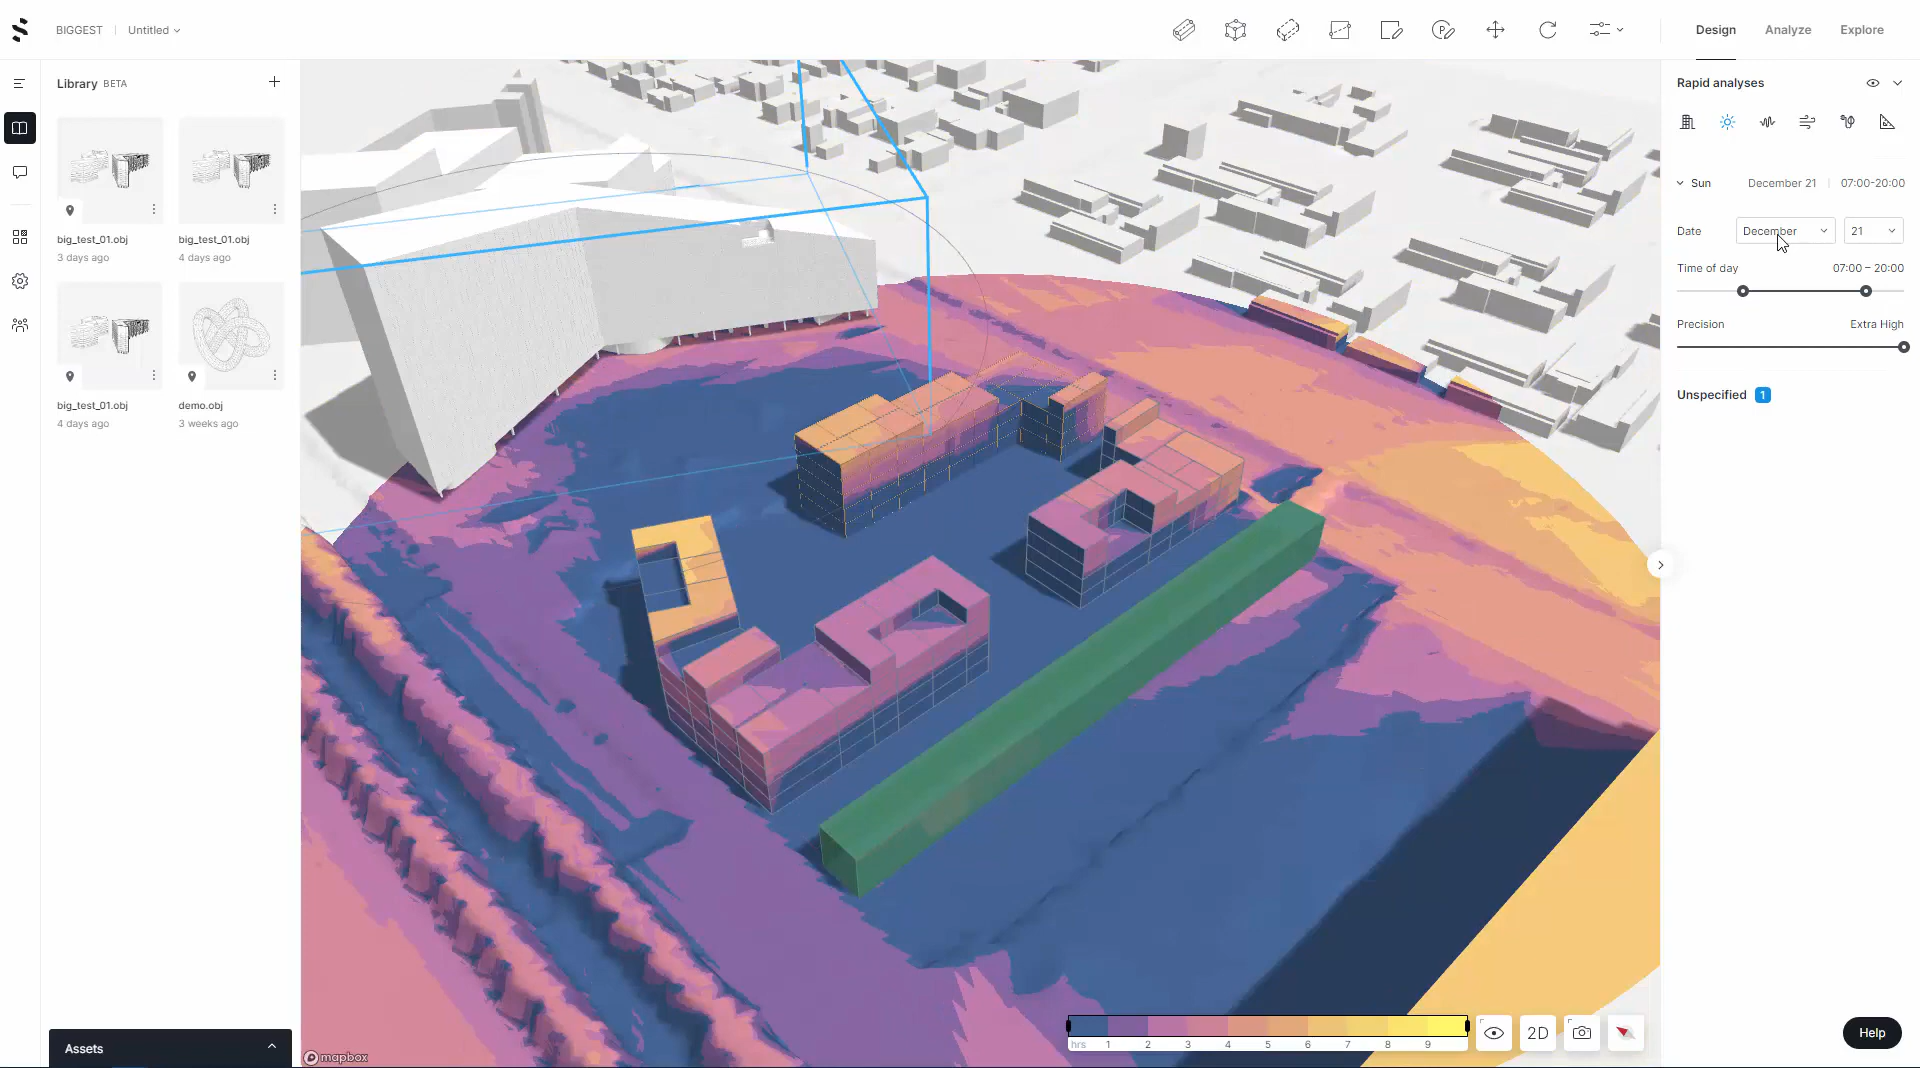 BIGGEST Untitled
Design Analyze Explore
Library BETA
big_test_01.obj
3 days ago
big_test_01.obj
4 days ago
big_test_01.obj
4 days ago
demo.obj
3 weeks ago
Assets
mapbox
hrs 1 2 3 4 5 6 7 8 9
2D
Rapid analyses
Sun December 21 07:00-20:00
Date December 21
Time of day 07:00 – 20:00
Precision Extra High
Unspecified 1
Help